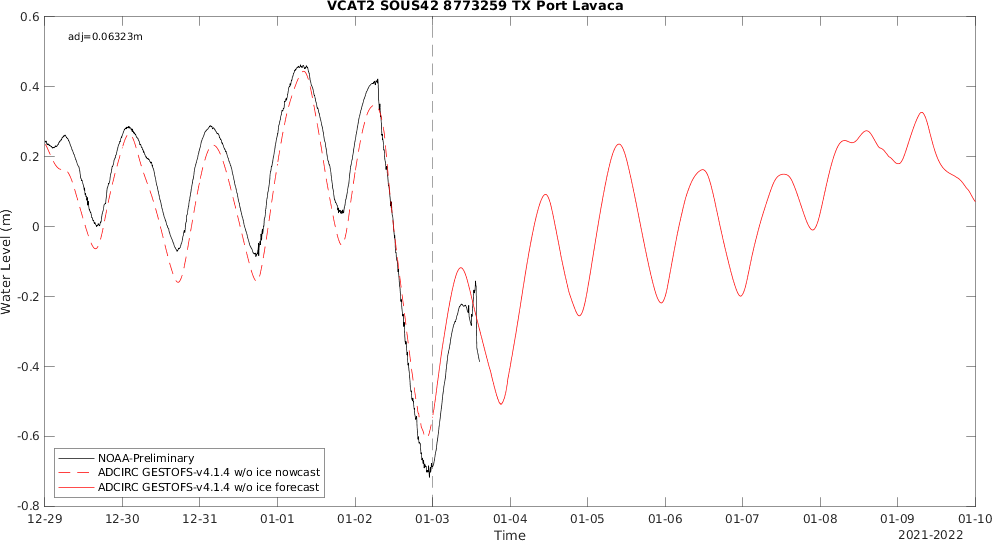 VCAT2 SOUS42 8773259 TX Port Lavaca
adj=0.06323m
0.6
0.4
0.2
0
-0.2
-0.4
-0.6
-0.8
Water Level (m)
NOAA-Preliminary
ADCIRC GESTOFS-v4.1.4 w/o ice nowcast
ADCIRC GESTOFS-v4.1.4 w/o ice forecast
12-29 12-30 12-31 01-01 01-02 01-03 01-04 01-05 01-06 01-07 01-08 01-09 01-10
Time
2021-2022